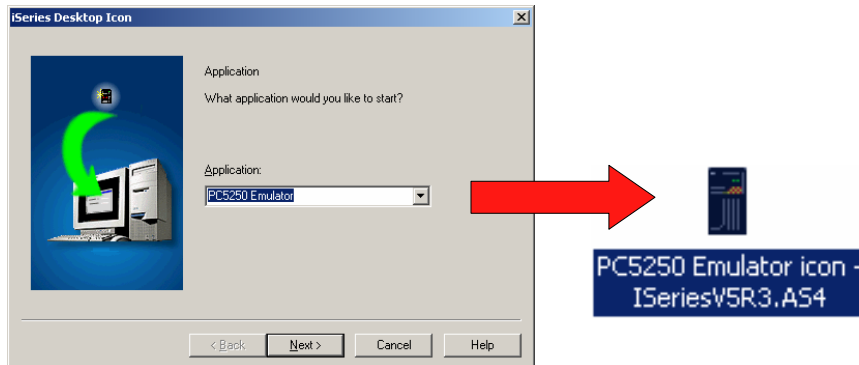 iSeries Desktop Icon
Application
What application would you like to start?
Application:
PC5250 Emulator
< Back
Next >
Cancel
Help
PC5250 Emulator icon -
ISeriesV5R3.AS4